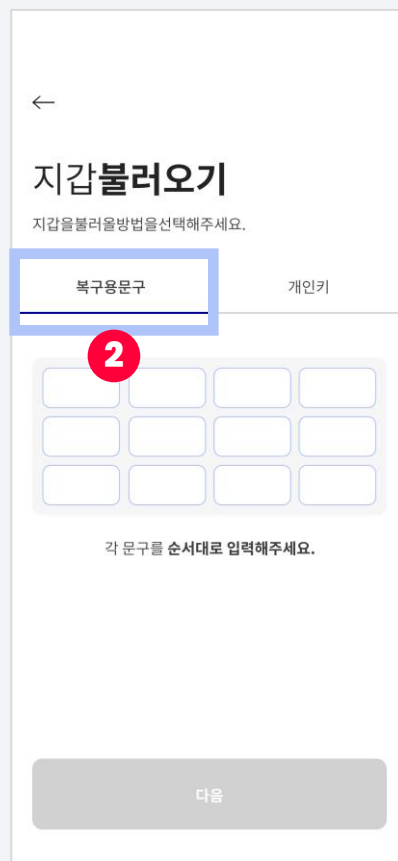 ←
지갑불러오기
지갑을불러올방법을선택해주세요.
복구용문구 개인키
2
각 문구를 순서대로 입력해주세요.
다음